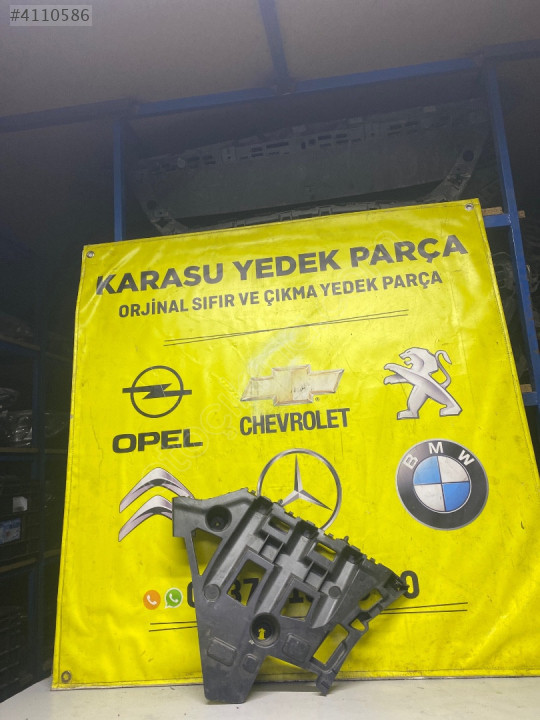 #4110586
KARASU YEDEK PARÇA
ORJİNAL SIFIR VE ÇIKMA YEDEK PARÇA
OPEL
CHEVROLET
BMW